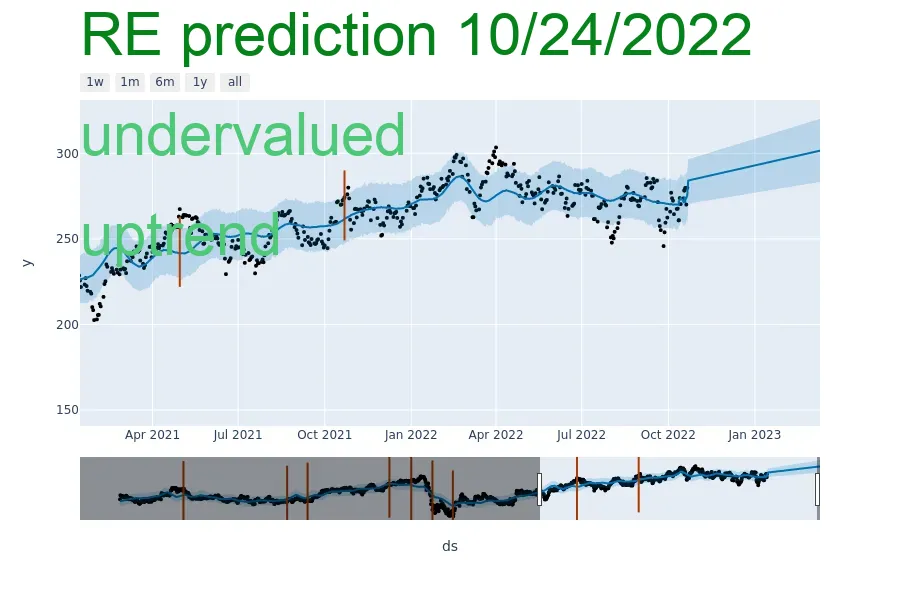 RE prediction 10/24/2022
1w 1m 6m 1y all
undervalued
300
uptrend
250
y
200
150
Apr 2021 Jul 2021 Oct 2021 Jan 2022 Apr 2022 Jul 2022 Oct 2022 Jan 2023
ds